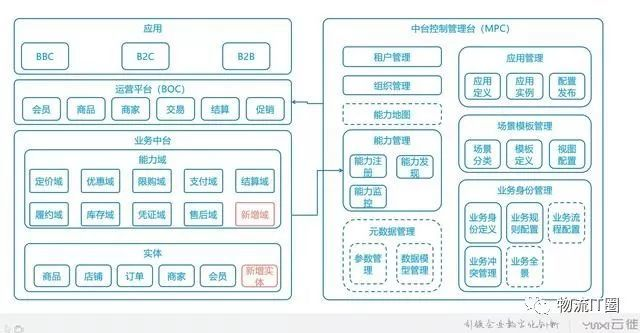 应用
BBC
B2C
B2B
运营平台（BOC）
会员
商品
商家
交易
结算
促销
业务中台
能力域
定价域
优惠域
限购域
支付域
结算域
履约域
库存域
凭证域
售后域
新增域
实体
商品
店铺
订单
商家
会员
新增实
体
中台控制管理台（MPC）
租户管理
组织管理
能力地图
能力管理
能力注
册
能力发
现
能力监
控
元数据管理
参数管
理
数据模
型管理
应用管理
应用
定义
应用
实例
配置
发布
场景模板管理
场景
分类
模板
定义
视图
配置
业务身份管理
业务身
份定义
业务规
则配置
业务流
程配置
业务冲
突管理
业务全
景
物流IT圈
云徙